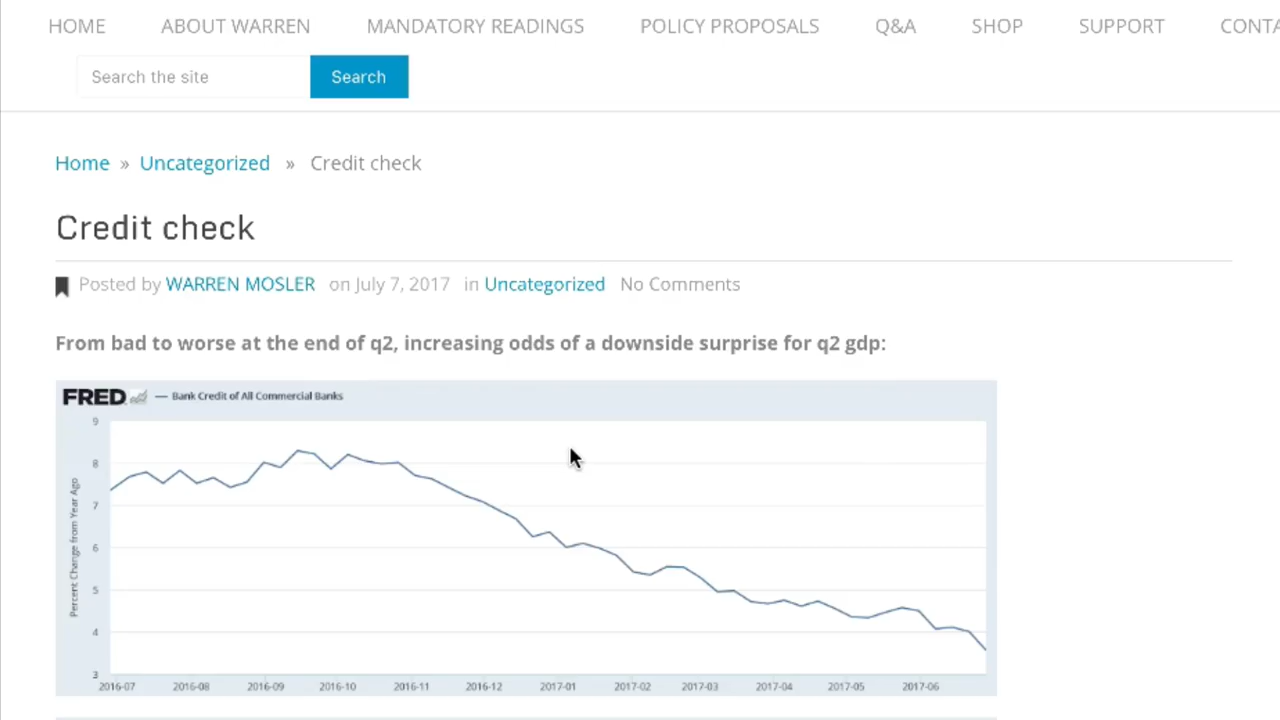 HOME ABOUT WARREN MANDATORY READINGS POLICY PROPOSALS Q&A SHOP SUPPORT CONTA
Search the site Search
Home » Uncategorized » Credit check
Credit check
Posted by WARREN MOSLER on July 7, 2017 in Uncategorized No Comments
From bad to worse at the end of q2, increasing odds of a downside surprise for q2 gdp:
FRED — Bank Credit of All Commercial Banks
Percent Change from Year Ago
9
8
7
6
5
4
3
2016-07 2016-08 2016-09 2016-10 2016-11 2016-12 2017-01 2017-02 2017-03 2017-04 2017-05 2017-06